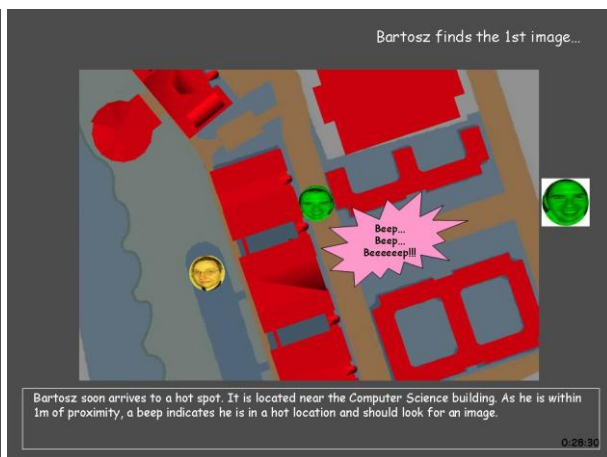 Bartosz finds the 1st image...
Beep...
Beep...
Beeeeeep!!!
Bartosz soon arrives to a hot spot. It is located near the Computer Science building. As he is within
1m of proximity, a beep indicates he is in a hot location and should look for an image.
0:26:30